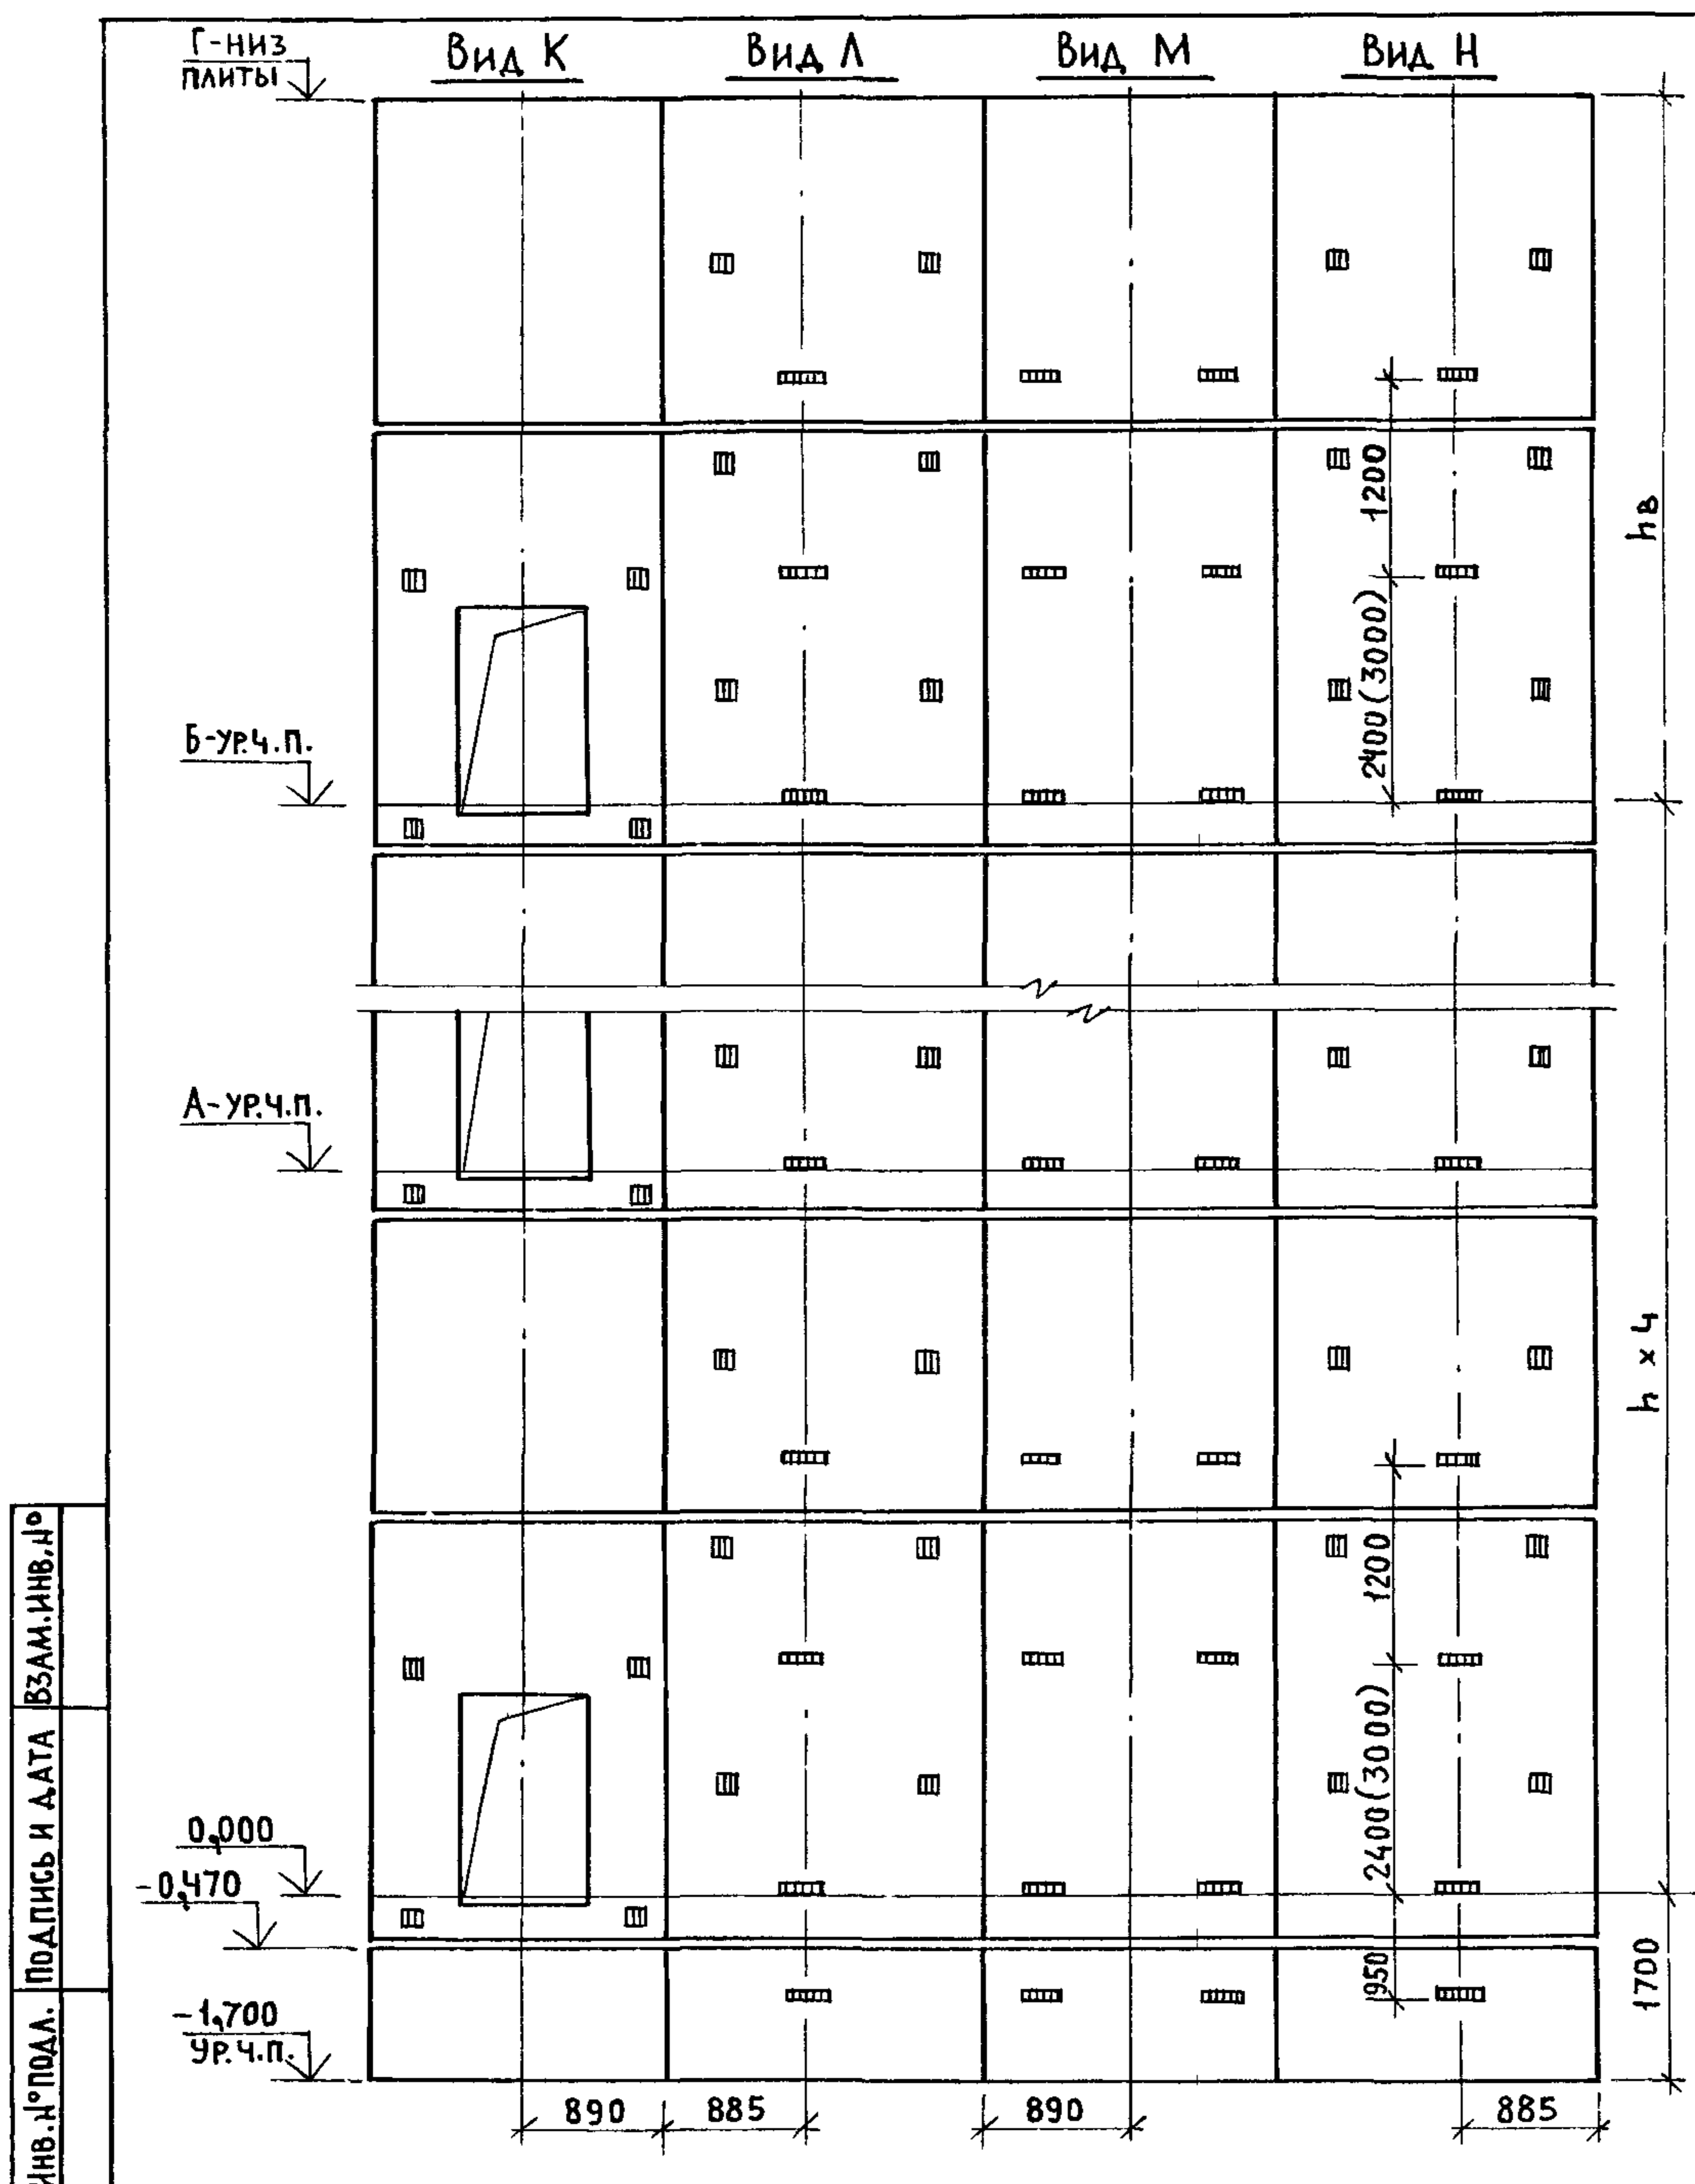 Г-НИЗ
ПЛИТЫ
Вид К
Вид Л
Вид М
Вид Н
1200
hв
2400(3000)
Б-УР.Ч.П.
А-УР.Ч.П.
h х 4
1200
2400(3000)
0,000
-0,470
950
1700
-1,700
УР.Ч.П.
890
885
890
885
ВЗАМ.ИНВ.№
ПОДПИСЬ И ДАТА
ИНВ.№ПОДЛ.